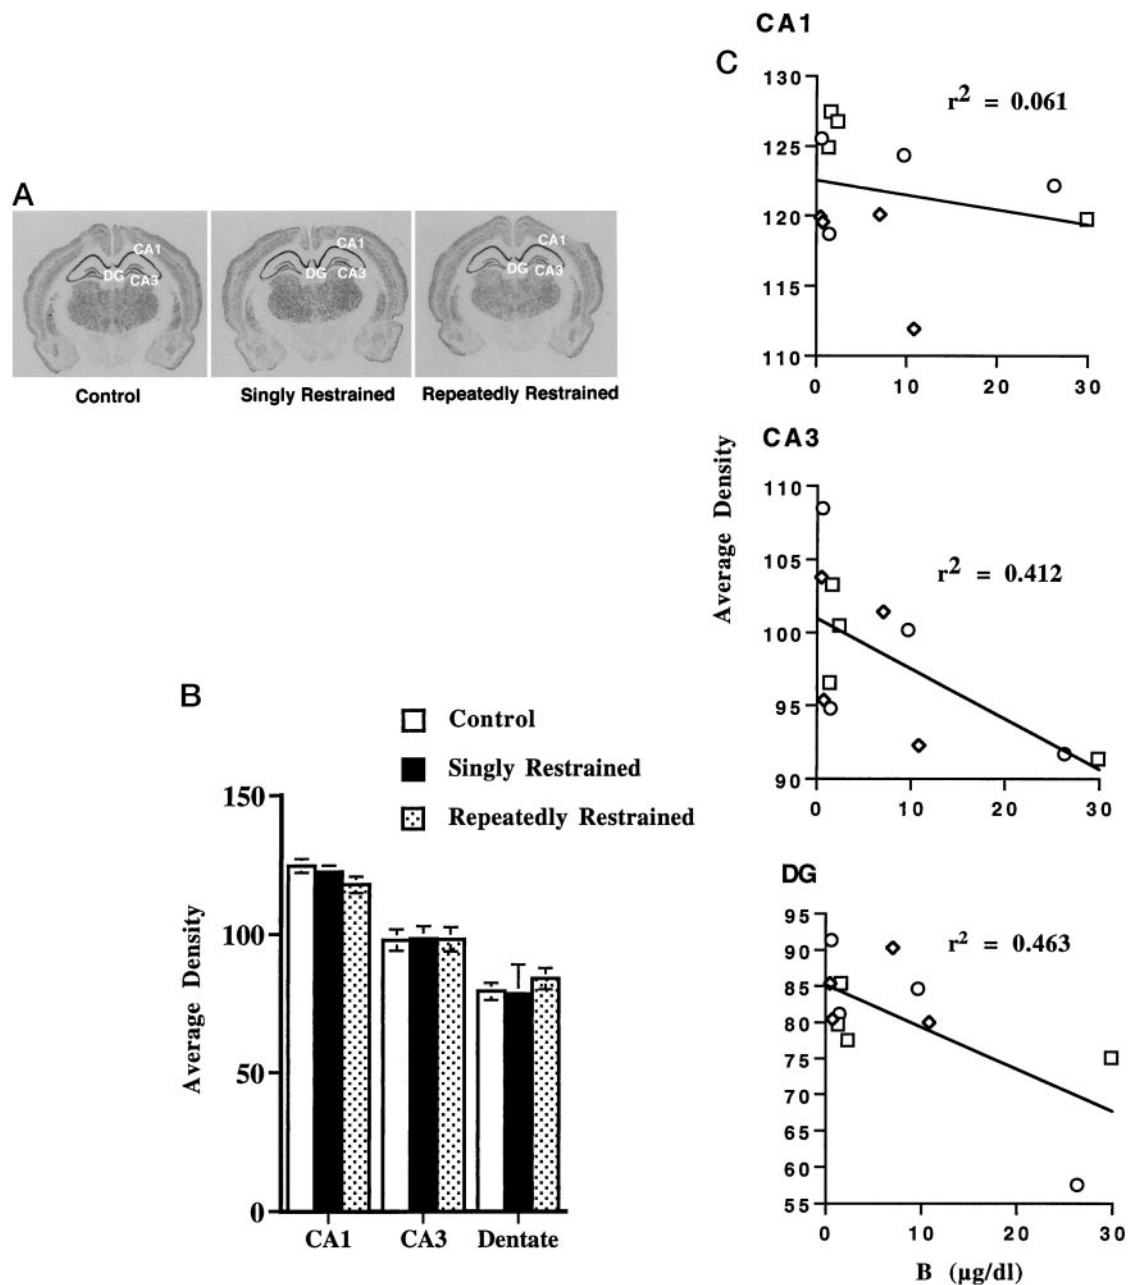 A
CA1
DG
CA3
CA1
DG
CA3
CA1
DG
CA3
Control
Singly Restrained
Repeatedly Restrained
B
Control
Singly Restrained
Repeatedly Restrained
150
100
50
0
Average Density
CA1
CA3
Dentate
C
CA1
r² = 0.061
130
125
120
115
110
0
10
20
30
Average Density
CA3
r² = 0.412
110
105
100
95
90
0
10
20
30
DG
r² = 0.463
95
90
85
80
75
70
65
60
55
0
10
20
30
B (µg/dl)